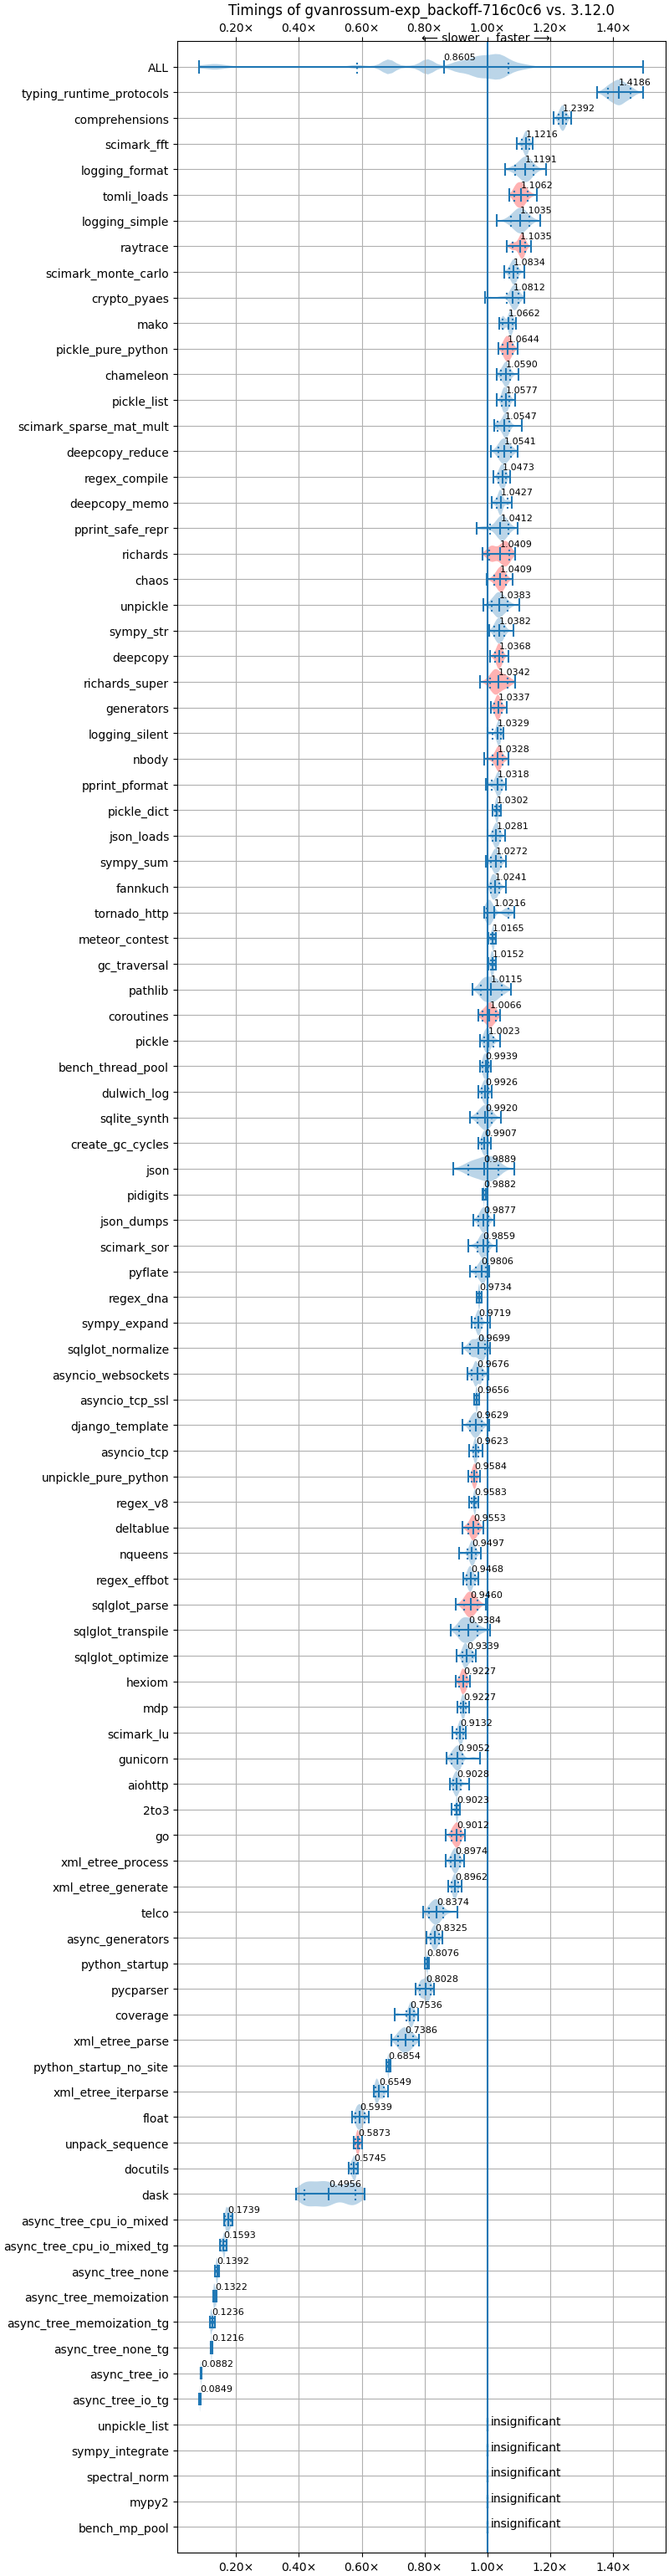 Timings of gvanrossum-exp_backoff-716c0c6 vs. 3.12.0
0.20× 0.40× 0.60× 0.80× 1.00× 1.20× 1.40×
← slower faster →
ALL 0.8605
typing_runtime_protocols 1.4186
comprehensions 1.2392
scimark_fft 1.1216
logging_format 1.1191
tomli_loads 1.1062
logging_simple 1.1035
raytrace 1.1035
scimark_monte_carlo 1.0834
crypto_pyaes 1.0812
mako 1.0662
pickle_pure_python 1.0644
chameleon 1.0590
pickle_list 1.0577
scimark_sparse_mat_mult 1.0547
deepcopy_reduce 1.0541
regex_compile 1.0473
deepcopy_memo 1.0427
pprint_safe_repr 1.0412
richards 1.0409
chaos 1.0409
unpickle 1.0383
sympy_str 1.0382
deepcopy 1.0368
richards_super 1.0342
generators 1.0337
logging_silent 1.0329
nbody 1.0328
pprint_pformat 1.0318
pickle_dict 1.0302
json_loads 1.0281
sympy_sum 1.0272
fannkuch 1.0241
tornado_http 1.0216
meteor_contest 1.0165
gc_traversal 1.0152
pathlib 1.0115
coroutines 1.0066
pickle 1.0023
bench_thread_pool 0.9939
dulwich_log 0.9926
sqlite_synth 0.9920
create_gc_cycles 0.9907
json 0.9889
pidigits 0.9882
json_dumps 0.9877
scimark_sor 0.9859
pyflate 0.9806
regex_dna 0.9734
sympy_expand 0.9719
sqlglot_normalize 0.9699
asyncio_websockets 0.9676
asyncio_tcp_ssl 0.9656
django_template 0.9629
asyncio_tcp 0.9623
unpickle_pure_python 0.9584
regex_v8 0.9583
deltablue 0.9553
nqueens 0.9497
regex_effbot 0.9468
sqlglot_parse 0.9460
sqlglot_transpile 0.9384
sqlglot_optimize 0.9339
hexiom 0.9227
mdp 0.9227
scimark_lu 0.9132
gunicorn 0.9052
aiohttp 0.9028
2to3 0.9023
go 0.9012
xml_etree_process 0.8974
xml_etree_generate 0.8962
telco 0.8374
async_generators 0.8325
python_startup 0.8076
pycparser 0.8028
coverage 0.7536
xml_etree_parse 0.7386
python_startup_no_site 0.6854
xml_etree_iterparse 0.6549
float 0.5939
unpack_sequence 0.5873
docutils 0.5745
dask 0.4956
async_tree_cpu_io_mixed 0.1739
async_tree_cpu_io_mixed_tg 0.1593
async_tree_none 0.1392
async_tree_memoization 0.1322
async_tree_memoization_tg 0.1236
async_tree_none_tg 0.1216
async_tree_io 0.0882
async_tree_io_tg 0.0849
unpickle_list insignificant
sympy_integrate insignificant
spectral_norm insignificant
mypy2 insignificant
bench_mp_pool insignificant
0.20× 0.40× 0.60× 0.80× 1.00× 1.20× 1.40×